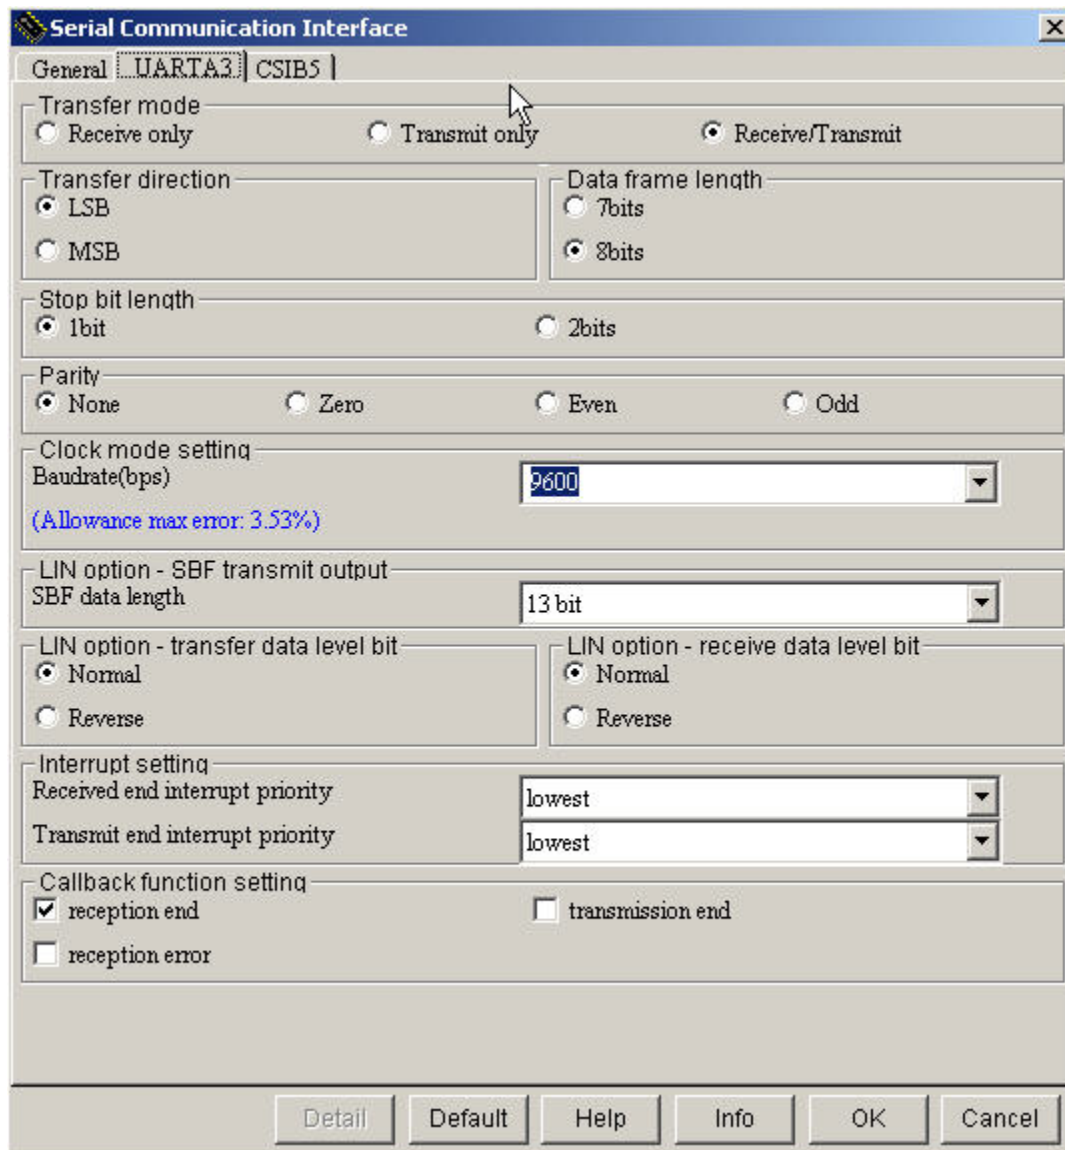 Serial Communication Interface
General UARTA3 CSIB5
Transfer mode
Receive only Transmit only Receive/Transmit
Transfer direction Data frame length
LSB 7bits
MSB 8bits
Stop bit length
1bit 2bits
Parity
None Zero Even Odd
Clock mode setting
Baudrate(bps) 9600
(Allowance max error: 3.53%)
LIN option - SBF transmit output
SBF data length 13 bit
LIN option - transfer data level bit LIN option - receive data level bit
Normal Normal
Reverse Reverse
Interrupt setting
Received end interrupt priority lowest
Transmit end interrupt priority lowest
Callback function setting
reception end transmission end
reception error
Detail Default Help Info OK Cancel